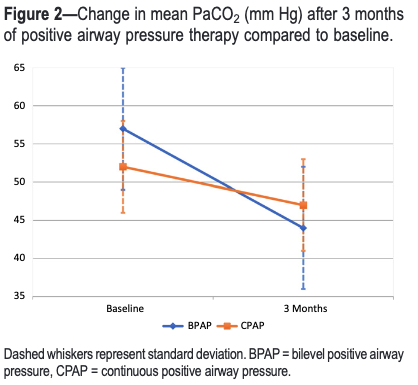 Figure 2—Change in mean PaCO₂ (mm Hg) after 3 months
of positive airway pressure therapy compared to baseline.
65
60
55
50
45
40
35
Baseline 3 Months
BPAP CPAP
Dashed whiskers represent standard deviation. BPAP = bilevel positive airway
pressure, CPAP = continuous positive airway pressure.